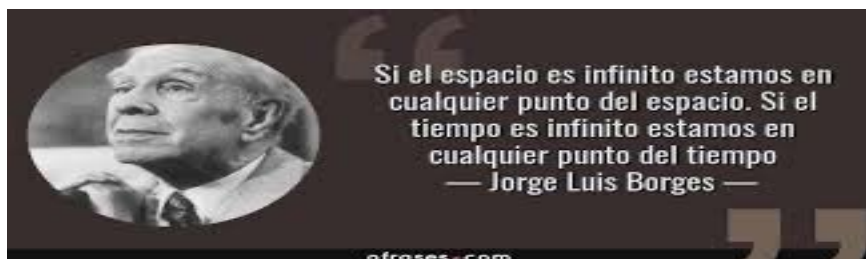 Si el espacio es infinito estamos en
cualquier punto del espacio. Si el
tiempo es infinito estamos en
cualquier punto del tiempo
— Jorge Luis Borges —